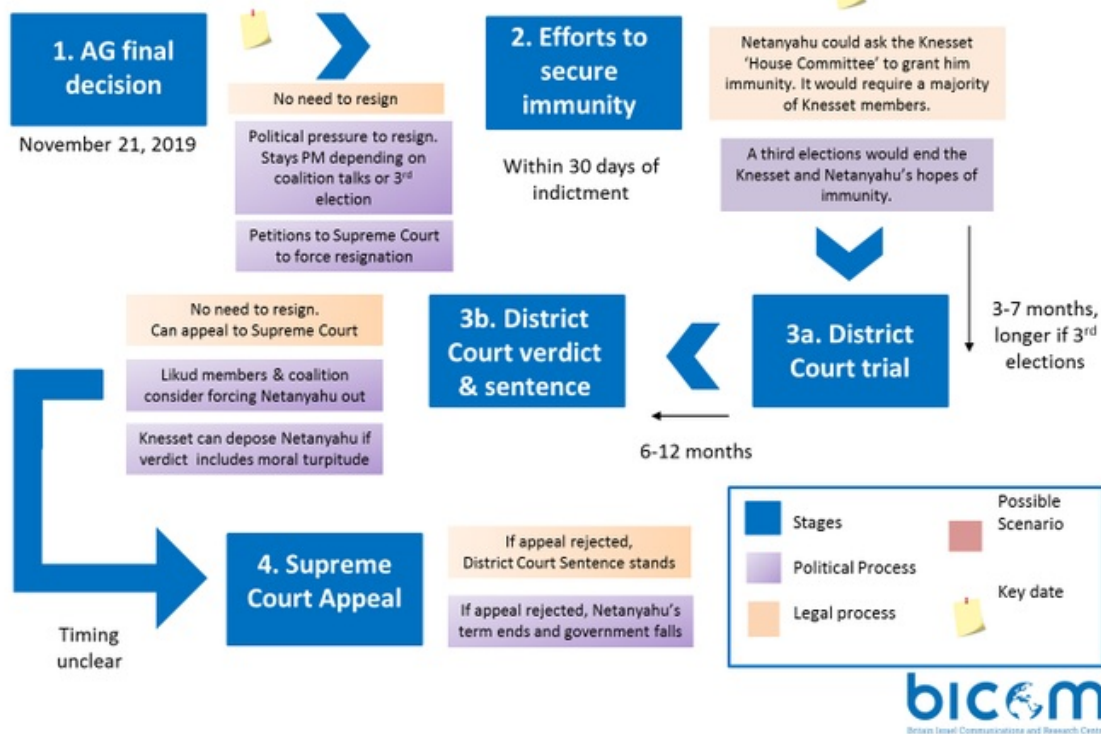 1. AG final
decision
November 21, 2019
No need to resign
Political pressure to resign.
Stays PM depending on
coalition talks or 3rd
election
Petitions to Supreme Court
to force resignation
2. Efforts to
secure
immunity
Within 30 days of
indictment
Netanyahu could ask the Knesset
‘House Committee’ to grant him
immunity. It would require a majority
of Knesset members.
A third elections would end the
Knesset and Netanyahu’s hopes of
immunity.
3-7 months,
longer if 3rd
elections
3a. District
Court trial
6-12 months
3b. District
Court verdict
& sentence
No need to resign.
Can appeal to Supreme Court
Likud members & coalition
consider forcing Netanyahu out
Knesset can depose Netanyahu if
verdict includes moral turpitude
Timing
unclear
4. Supreme
Court Appeal
If appeal rejected,
District Court Sentence stands
If appeal rejected, Netanyahu’s
term ends and government falls
Stages
Political Process
Legal process
Possible
Scenario
Key date
bicom
Britain Israel Communications and Research Centre